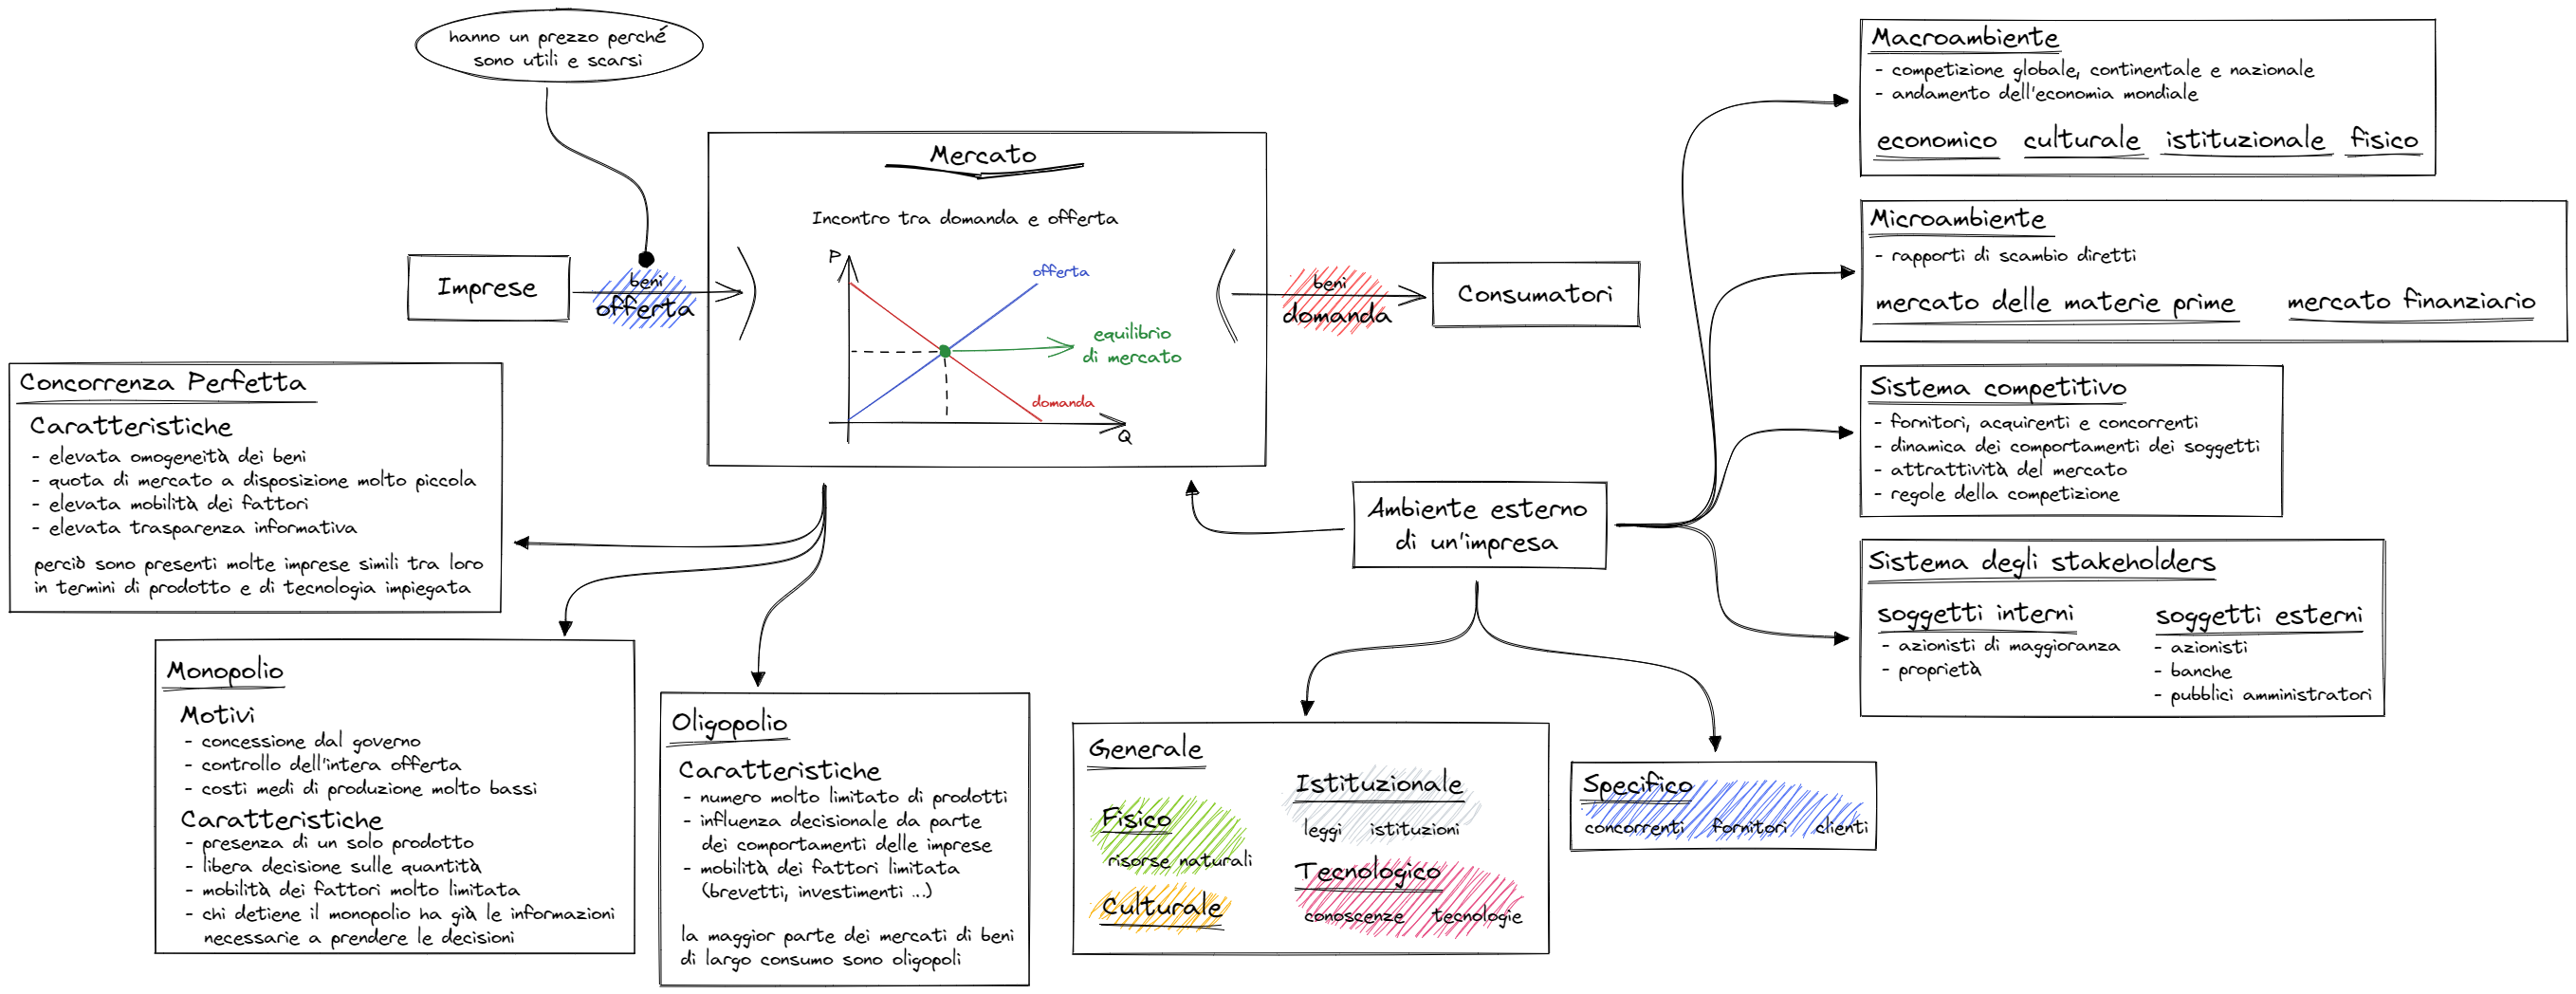 hanno un prezzo perché
sono utili e scarsi
Imprese
beni
offerta
Mercato
Incontro tra domanda e offerta
P
offerta
equilibrio
di mercato
domanda
Q
beni
domanda
Consumatori
Concorrenza Perfetta
Caratteristiche
- elevata omogeneità dei beni
- quota di mercato a disposizione molto piccola
- elevata mobilità dei fattori
- elevata trasparenza informativa
perciò sono presenti molte imprese simili tra loro
in termini di prodotto e di tecnologia impiegata
Monopolio
Motivi
- concessione dal governo
- controllo dell'intera offerta
- costi medi di produzione molto bassi
Caratteristiche
- presenza di un solo prodotto
- libera decisione sulle quantità
- mobilità dei fattori molto limitata
- chi detiene il monopolio ha già le informazioni
necessarie a prendere le decisioni
Oligopolio
Caratteristiche
- numero molto limitato di prodotti
- influenza decisionale da parte
dei comportamenti delle imprese
- mobilità dei fattori limitata
(brevetti, investimenti ...)
la maggior parte dei mercati di beni
di largo consumo sono oligopoli
Ambiente esterno
di un'impresa
Generale
Fisico
risorse naturali
Culturale
Istituzionale
leggi istituzioni
Tecnologico
conoscenze tecnologie
Specifico
concorrenti fornitori clienti
Macroambiente
- competizione globale, continentale e nazionale
- andamento dell'economia mondiale
economico culturale istituzionale fisico
Microambiente
- rapporti di scambio diretti
mercato delle materie prime mercato finanziario
Sistema competitivo
- fornitori, acquirenti e concorrenti
- dinamica dei comportamenti dei soggetti
- attrattività del mercato
- regole della competizione
Sistema degli stakeholders
soggetti interni
- azionisti di maggioranza
- proprietà
soggetti esterni
- azionisti
- banche
- pubblici amministratori